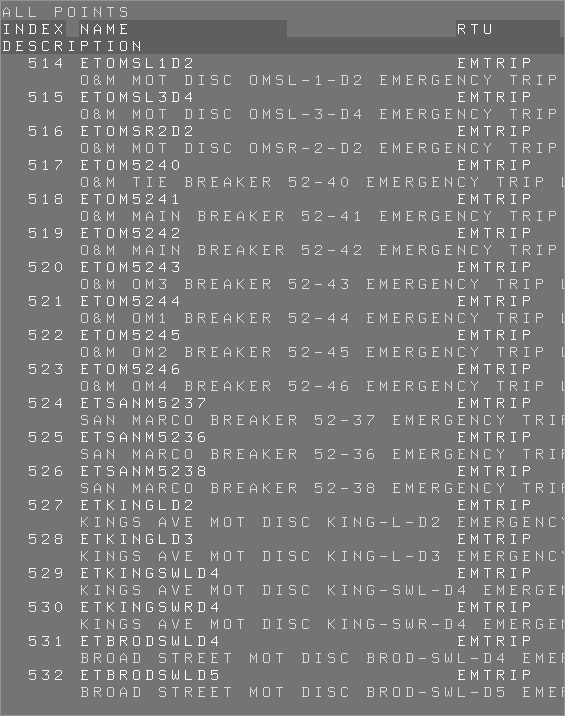 ALL POINTS
INDEX NAME RTU
DESCRIPTION
514 ETOMSL1D2 EMTRIP
O&M MOT DISC OMSL-1-D2 EMERGENCY TRIP
515 ETOMSL3D4 EMTRIP
O&M MOT DISC OMSL-3-D4 EMERGENCY TRIP
516 ETOMSR2D2 EMTRIP
O&M MOT DISC OMSR-2-D2 EMERGENCY TRIP
517 ETOM5240 EMTRIP
O&M TIE BREAKER 52-40 EMERGENCY TRIP L
518 ETOM5241 EMTRIP
O&M MAIN BREAKER 52-41 EMERGENCY TRIP
519 ETOM5242 EMTRIP
O&M MAIN BREAKER 52-42 EMERGENCY TRIP
520 ETOM5243 EMTRIP
O&M OM3 BREAKER 52-43 EMERGENCY TRIP L
521 ETOM5244 EMTRIP
O&M OM1 BREAKER 52-44 EMERGENCY TRIP L
522 ETOM5245 EMTRIP
O&M OM2 BREAKER 52-45 EMERGENCY TRIP L
523 ETOM5246 EMTRIP
O&M OM4 BREAKER 52-46 EMERGENCY TRIP L
524 ETSANM5237 EMTRIP
SAN MARCO BREAKER 52-37 EMERGENCY TRIP
525 ETSANM5236 EMTRIP
SAN MARCO BREAKER 52-36 EMERGENCY TRIP
526 ETSANM5238 EMTRIP
SAN MARCO BREAKER 52-38 EMERGENCY TRIP
527 ETKINGLD2 EMTRIP
KINGS AVE MOT DISC KING-L-D2 EMERGENCY
528 ETKINGLD3 EMTRIP
KINGS AVE MOT DISC KING-L-D3 EMERGENCY
529 ETKINGSWLD4 EMTRIP
KINGS AVE MOT DISC KING-SWL-D4 EMERGEN
530 ETKINGSWRD4 EMTRIP
KINGS AVE MOT DISC KING-SWR-D4 EMERGEN
531 ETBRODSWLD4 EMTRIP
BROAD STREET MOT DISC BROD-SWL-D4 EMER
532 ETBRODSWLD5 EMTRIP
BROAD STREET MOT DISC BROD-SWL-D5 EMER